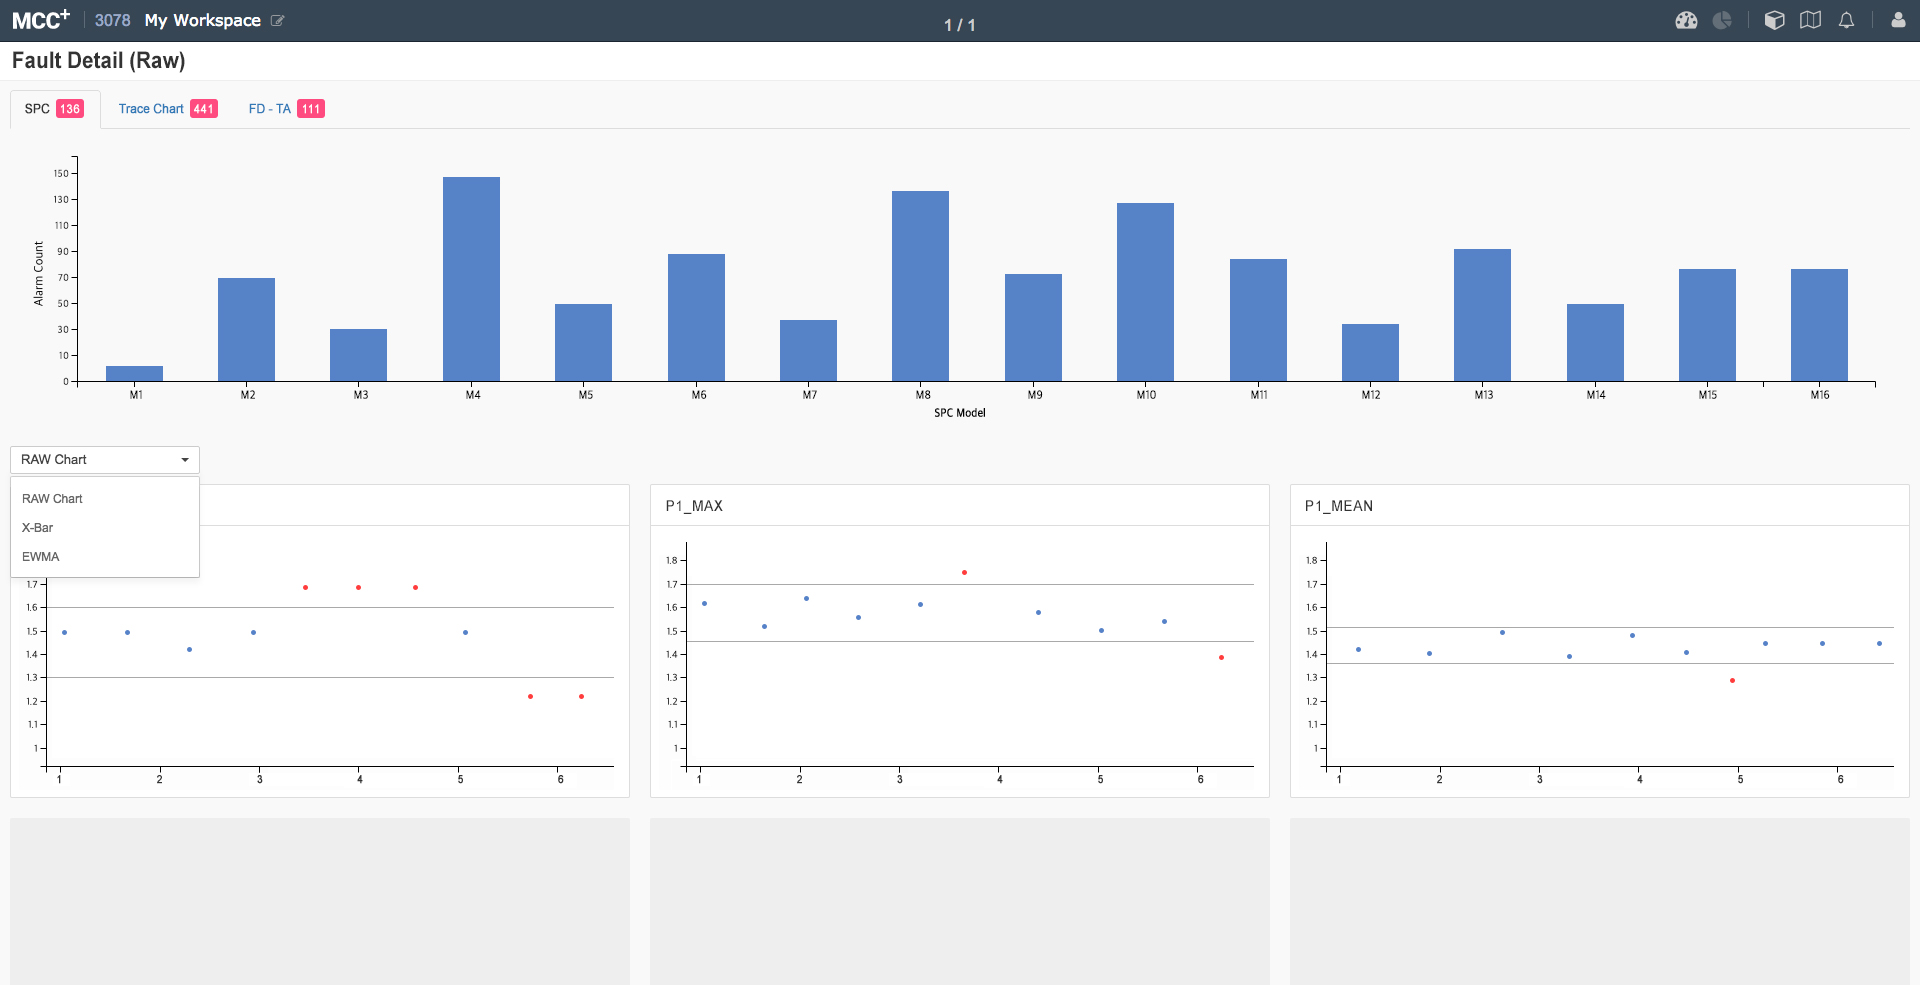 MCC+ 3078 My Workspace 1 / 1
Fault Detail (Raw)
SPC 136 Trace Chart 441 FD - TA 111
150
130
110
90
70
50
30
10
0
Alarm Count
M1 M2 M3 M4 M5 M6 M7 M8 M9 M10 M11 M12 M13 M14 M15 M16
SPC Model
RAW Chart
RAW Chart
X-Bar
EWMA
1.7
1.6
1.5
1.4
1.3
1.2
1.1
1
1 2 3 4 5 6
P1_MAX
1.8
1.7
1.6
1.5
1.4
1.3
1.2
1.1
1
1 2 3 4 5 6
P1_MEAN
1.8
1.7
1.6
1.5
1.4
1.3
1.2
1.1
1
1 2 3 4 5 6